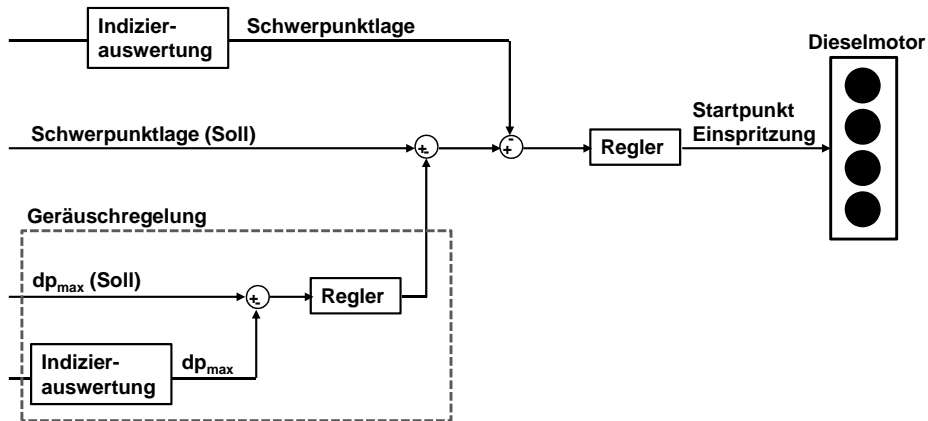 Indizier-
auswertung
Schwerpunktlage
Dieselmotor
Schwerpunktlage (Soll)
+
-
-
+
Regler
Startpunkt
Einspritzung
Geräuschregelung
dpmax (Soll)
+
-
Regler
Indizier-
auswertung
dpmax